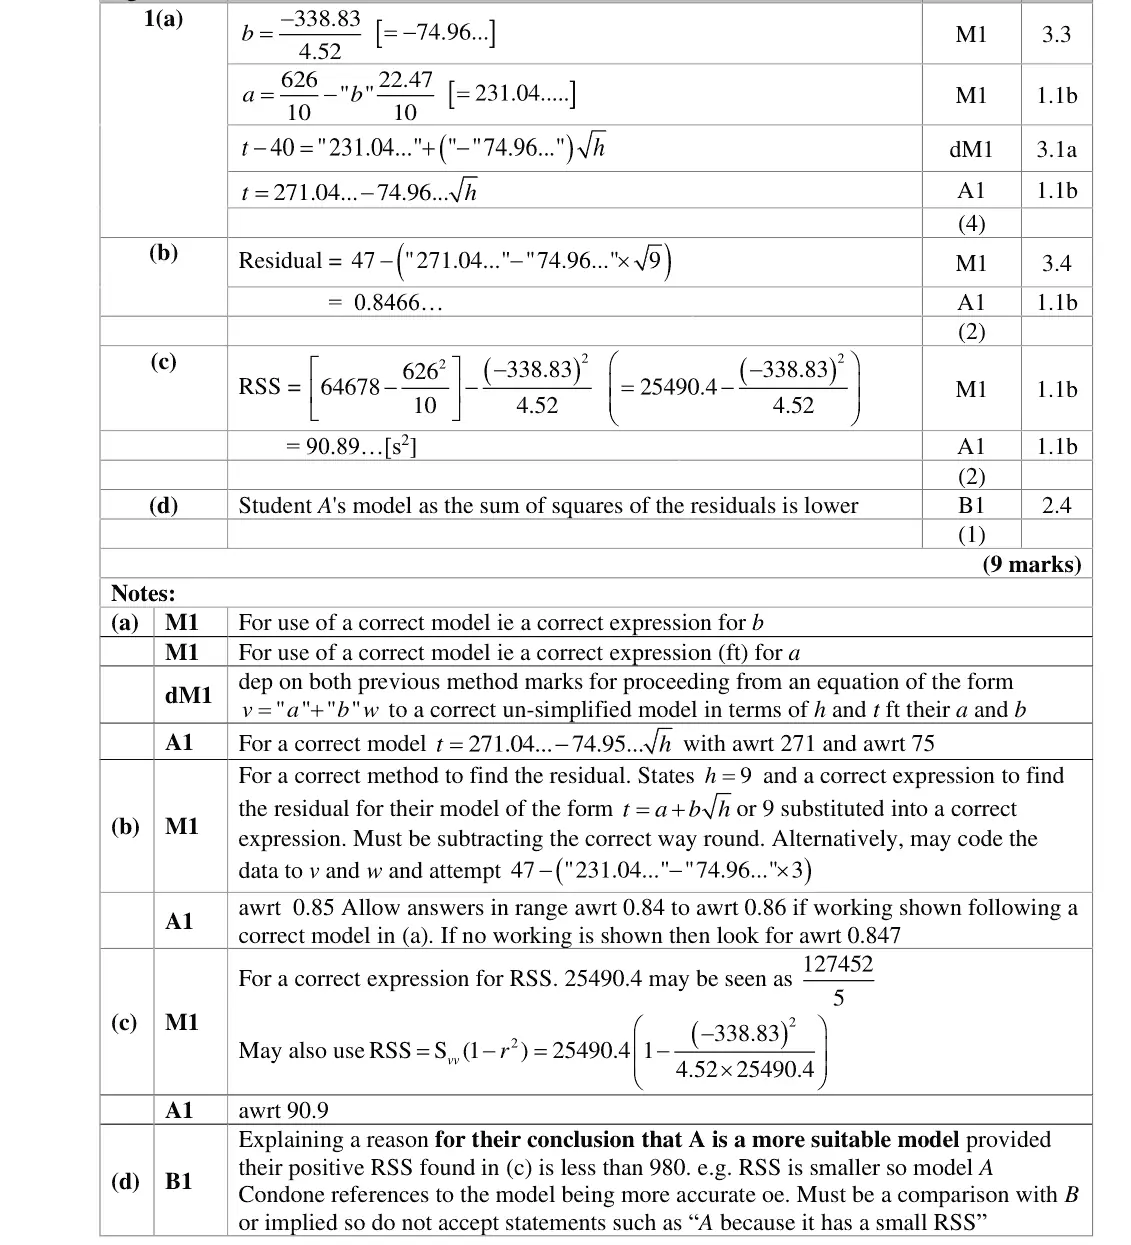 1(a) b = −338.83/4.52 [= −74.96...] M1 3.3
a = 626/10 − "b" 22.47/10 [= 231.04.....] M1 1.1b
t − 40 = "231.04..."+("−"74.96...")√h dM1 3.1a
t = 271.04... − 74.96...√h A1 1.1b
(4)
(b) Residual = 47 − ("271.04..."−"74.96..."×√9) M1 3.4
= 0.8466… A1 1.1b
(2)
(c) RSS = [64678 − 626²/10] − (−338.83)²/4.52 (= 25490.4 − (−338.83)²/4.52) M1 1.1b
= 90.89…[s²] A1 1.1b
(2)
(d) Student A's model as the sum of squares of the residuals is lower B1 2.4
(1)
(9 marks)
Notes:
(a) M1 For use of a correct model ie a correct expression for b
M1 For use of a correct model ie a correct expression (ft) for a
dM1 dep on both previous method marks for proceeding from an equation of the form
v = "a"+"b"w to a correct un-simplified model in terms of h and t ft their a and b
A1 For a correct model t = 271.04... − 74.95...√h with awrt 271 and awrt 75
(b) M1 For a correct method to find the residual. States h = 9 and a correct expression to find
the residual for their model of the form t = a + b√h or 9 substituted into a correct
expression. Must be subtracting the correct way round. Alternatively, may code the
data to v and w and attempt 47 − ("231.04..."−"74.96..."×3)
A1 awrt 0.85 Allow answers in range awrt 0.84 to awrt 0.86 if working shown following a
correct model in (a). If no working is shown then look for awrt 0.847
(c) M1 For a correct expression for RSS. 25490.4 may be seen as 127452/5
May also use RSS = Svv(1 − r²) = 25490.4(1 − (−338.83)²/(4.52 × 25490.4))
A1 awrt 90.9
(d) B1 Explaining a reason for their conclusion that A is a more suitable model provided
their positive RSS found in (c) is less than 980. e.g. RSS is smaller so model A
Condone references to the model being more accurate oe. Must be a comparison with B
or implied so do not accept statements such as “A because it has a small RSS”